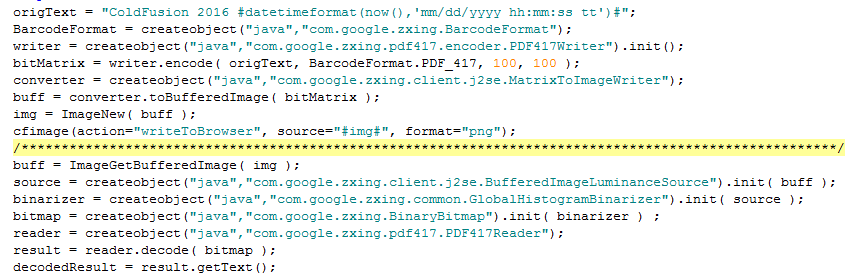 origText = "ColdFusion 2016 #datetimeformat(now(),'mm/dd/yyyy hh:mm:ss tt')#";
BarcodeFormat = createobject("java","com.google.zxing.BarcodeFormat");
writer = createobject("java","com.google.zxing.pdf417.encoder.PDF417Writer").init();
bitMatrix = writer.encode( origText, BarcodeFormat.PDF_417, 100, 100 );
converter = createobject("java","com.google.zxing.client.j2se.MatrixToImageWriter");
buff = converter.toBufferedImage( bitMatrix );
img = ImageNew( buff );
cfimage(action="writeToBrowser", source="#img#", format="png");
/*******************************************************************************************************/
buff = ImageGetBufferedImage( img );
source = createobject("java","com.google.zxing.client.j2se.BufferedImageLuminanceSource").init( buff );
binarizer = createobject("java","com.google.zxing.common.GlobalHistogramBinarizer").init( source );
bitmap = createobject("java","com.google.zxing.BinaryBitmap").init( binarizer ) ;
reader = createobject("java","com.google.zxing.pdf417.PDF417Reader");
result = reader.decode( bitmap );
decodedResult = result.getText();